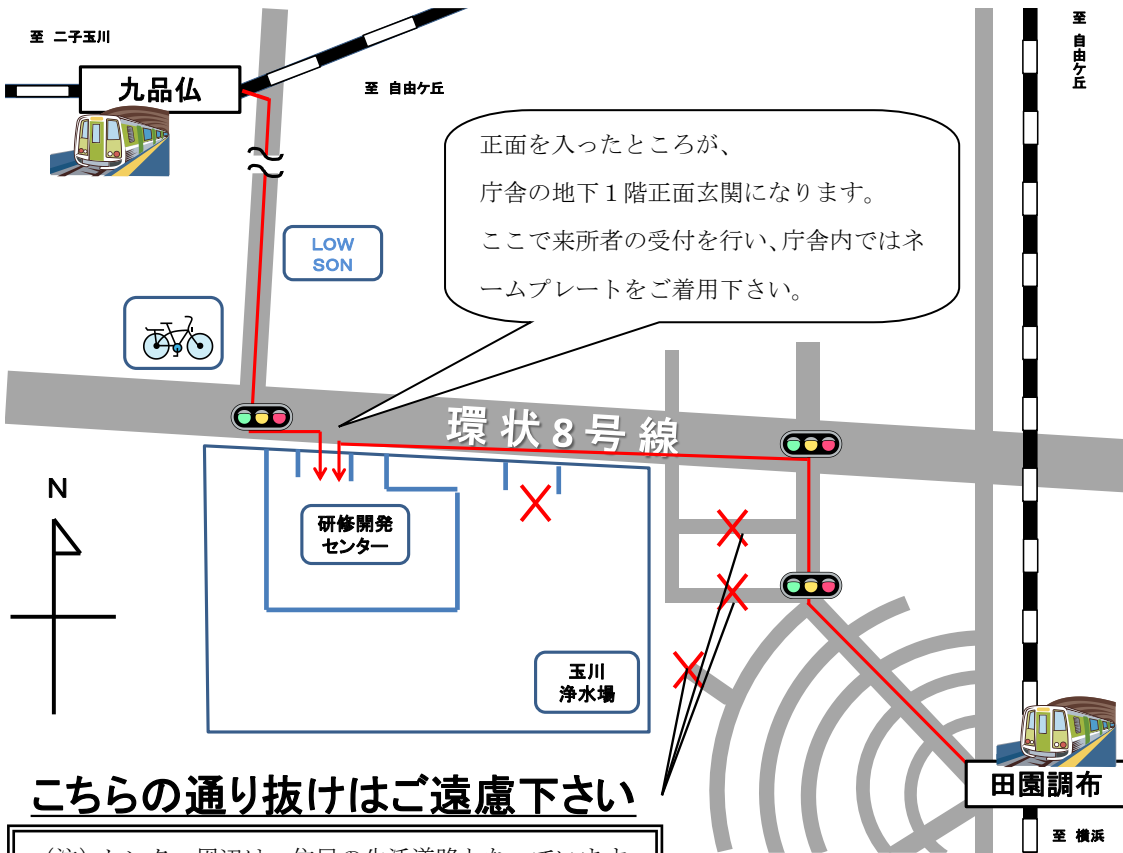 至 二子玉川
九品仏
至 自由ケ丘
至 自由ケ丘
正面を入ったところが、
庁舎の地下１階正面玄関になります。
ここで来所者の受付を行い、庁舎内ではネ
ームプレートをご着用下さい。
LOW
SON
環状8号線
N
研修開発
センター
玉川
浄水場
田園調布
至 横浜
こちらの通り抜けはご遠慮下さい